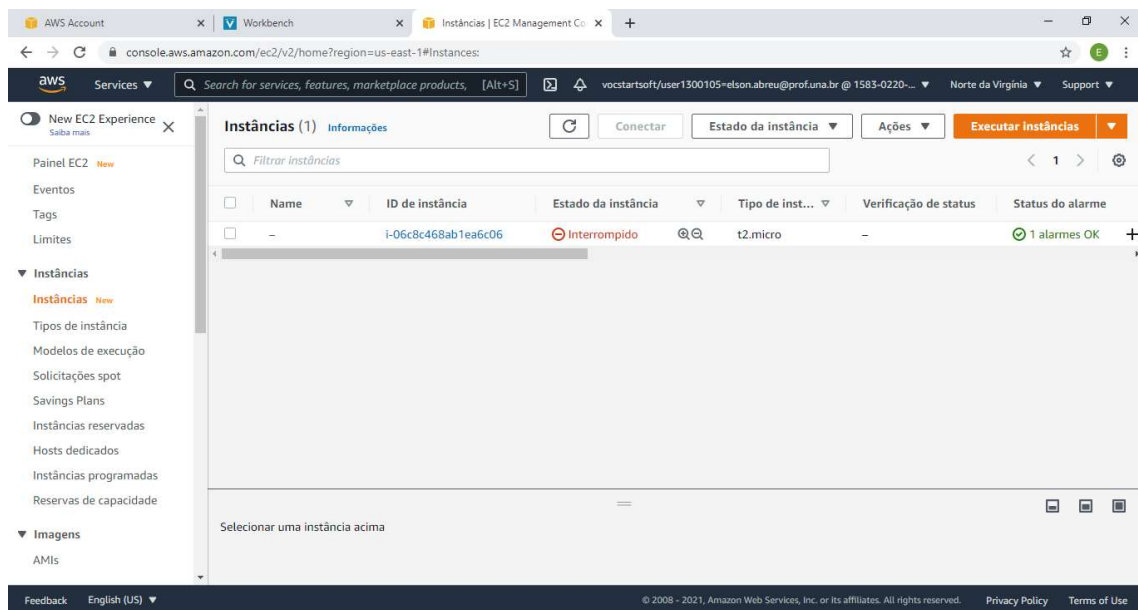 AWS Account
Workbench
Instâncias | EC2 Management Co
console.aws.amazon.com/ec2/v2/home?region=us-east-1#Instances:
E
aws Services Search for services, features, marketplace products, [Alt+S] vocstartsoft/user1300105=elson.abreu@prof.una.br @ 1583-0220-... Norte da Virgínia Support
New EC2 Experience
Saiba mais
Painel EC2 New
Eventos
Tags
Limites
Instâncias
Instâncias New
Tipos de instância
Modelos de execução
Solicitações spot
Savings Plans
Instâncias reservadas
Hosts dedicados
Instâncias programadas
Reservas de capacidade
Imagens
AMIs
Instâncias (1) Informações Conectar Estado da instância Ações Executar instâncias
Filtrar instâncias 1
Name ID de instância Estado da instância Tipo de inst... Verificação de status Status do alarme
– i-06c8c468ab1ea6c06 Interrompido t2.micro – 1 alarmes OK
Selecionar uma instância acima
Feedback English (US) © 2008 - 2021, Amazon Web Services, Inc. or its affiliates. All rights reserved. Privacy Policy Terms of Use